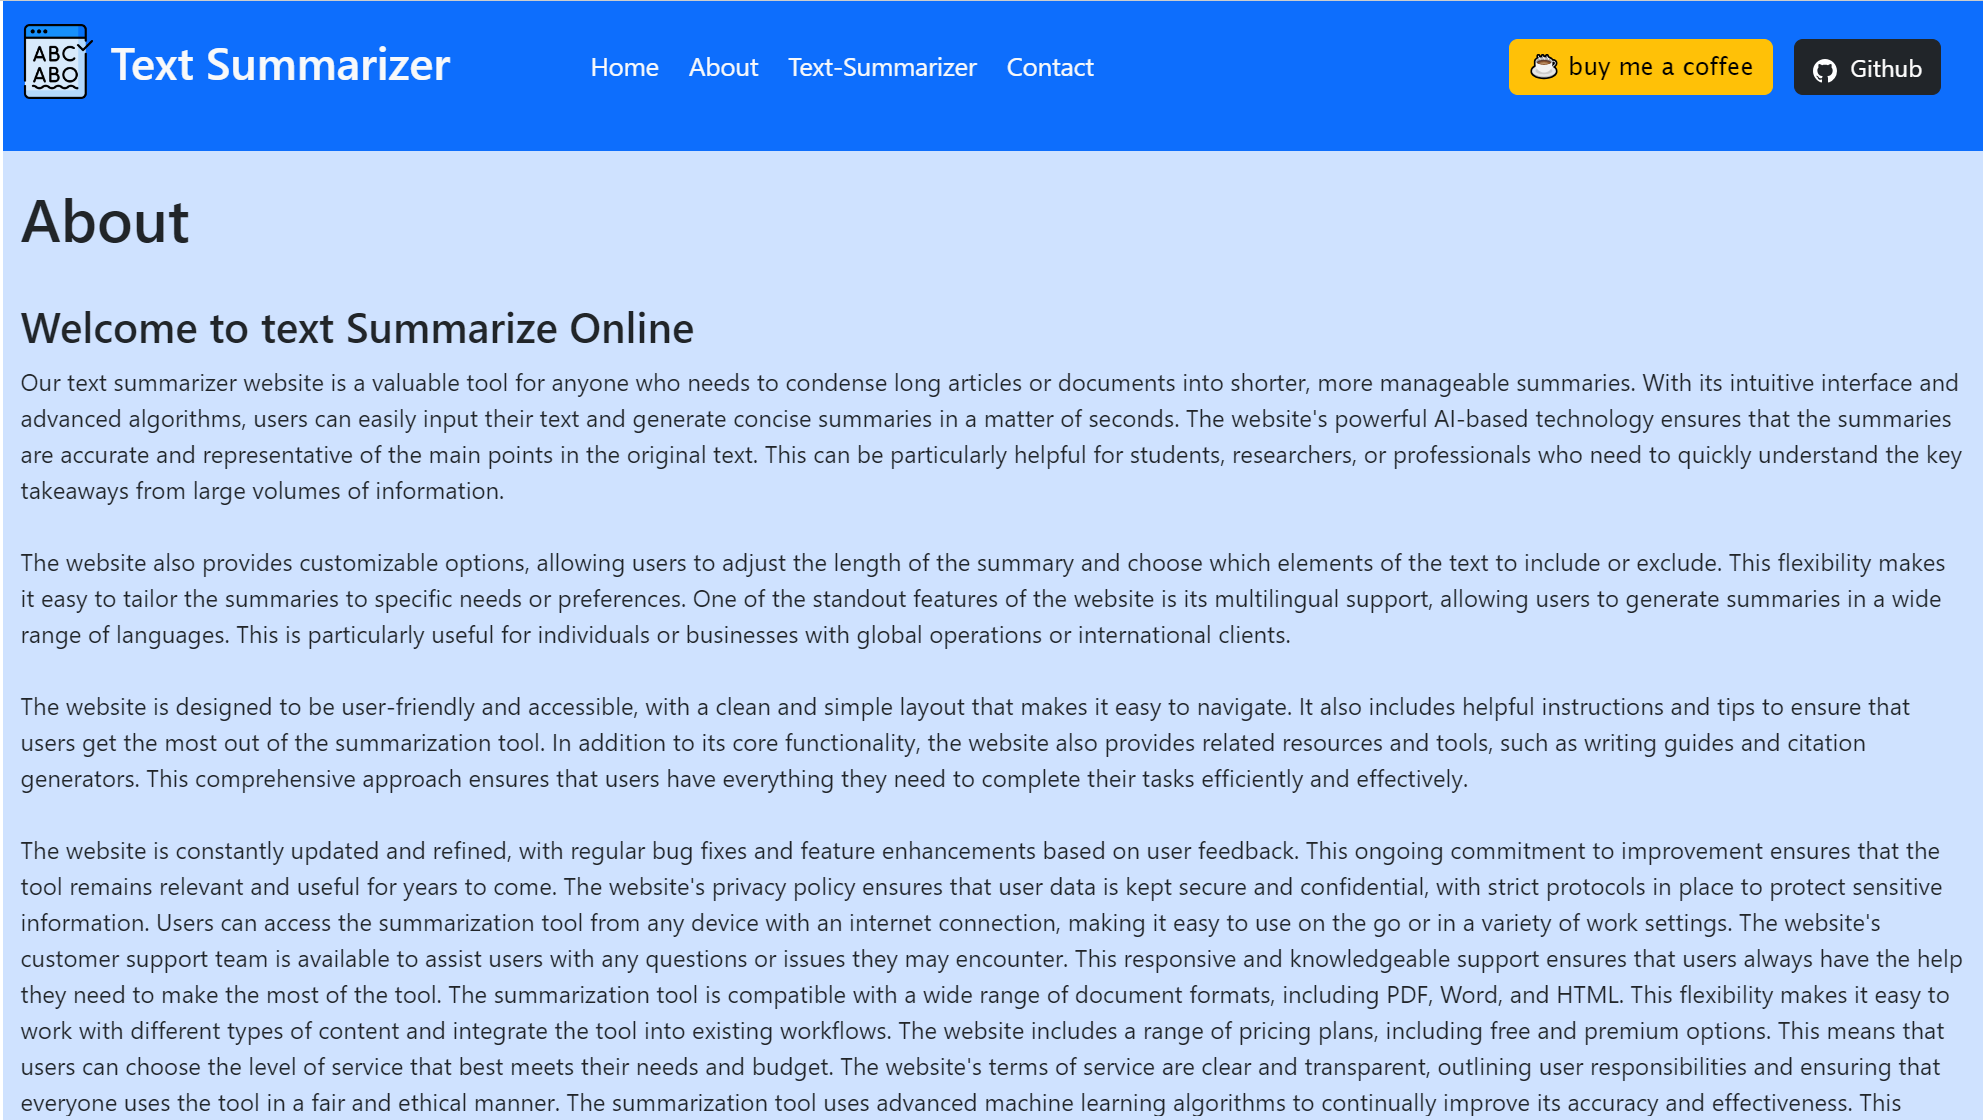 ABC
ABO
Text Summarizer
Home About Text-Summarizer Contact
buy me a coffee
Github
About
Welcome to text Summarize Online
Our text summarizer website is a valuable tool for anyone who needs to condense long articles or documents into shorter, more manageable summaries. With its intuitive interface and
advanced algorithms, users can easily input their text and generate concise summaries in a matter of seconds. The website's powerful AI-based technology ensures that the summaries
are accurate and representative of the main points in the original text. This can be particularly helpful for students, researchers, or professionals who need to quickly understand the key
takeaways from large volumes of information.
The website also provides customizable options, allowing users to adjust the length of the summary and choose which elements of the text to include or exclude. This flexibility makes
it easy to tailor the summaries to specific needs or preferences. One of the standout features of the website is its multilingual support, allowing users to generate summaries in a wide
range of languages. This is particularly useful for individuals or businesses with global operations or international clients.
The website is designed to be user-friendly and accessible, with a clean and simple layout that makes it easy to navigate. It also includes helpful instructions and tips to ensure that
users get the most out of the summarization tool. In addition to its core functionality, the website also provides related resources and tools, such as writing guides and citation
generators. This comprehensive approach ensures that users have everything they need to complete their tasks efficiently and effectively.
The website is constantly updated and refined, with regular bug fixes and feature enhancements based on user feedback. This ongoing commitment to improvement ensures that the
tool remains relevant and useful for years to come. The website's privacy policy ensures that user data is kept secure and confidential, with strict protocols in place to protect sensitive
information. Users can access the summarization tool from any device with an internet connection, making it easy to use on the go or in a variety of work settings. The website's
customer support team is available to assist users with any questions or issues they may encounter. This responsive and knowledgeable support ensures that users always have the help
they need to make the most of the tool. The summarization tool is compatible with a wide range of document formats, including PDF, Word, and HTML. This flexibility makes it easy to
work with different types of content and integrate the tool into existing workflows. The website includes a range of pricing plans, including free and premium options. This means that
users can choose the level of service that best meets their needs and budget. The website's terms of service are clear and transparent, outlining user responsibilities and ensuring that
everyone uses the tool in a fair and ethical manner. The summarization tool uses advanced machine learning algorithms to continually improve its accuracy and effectiveness. This